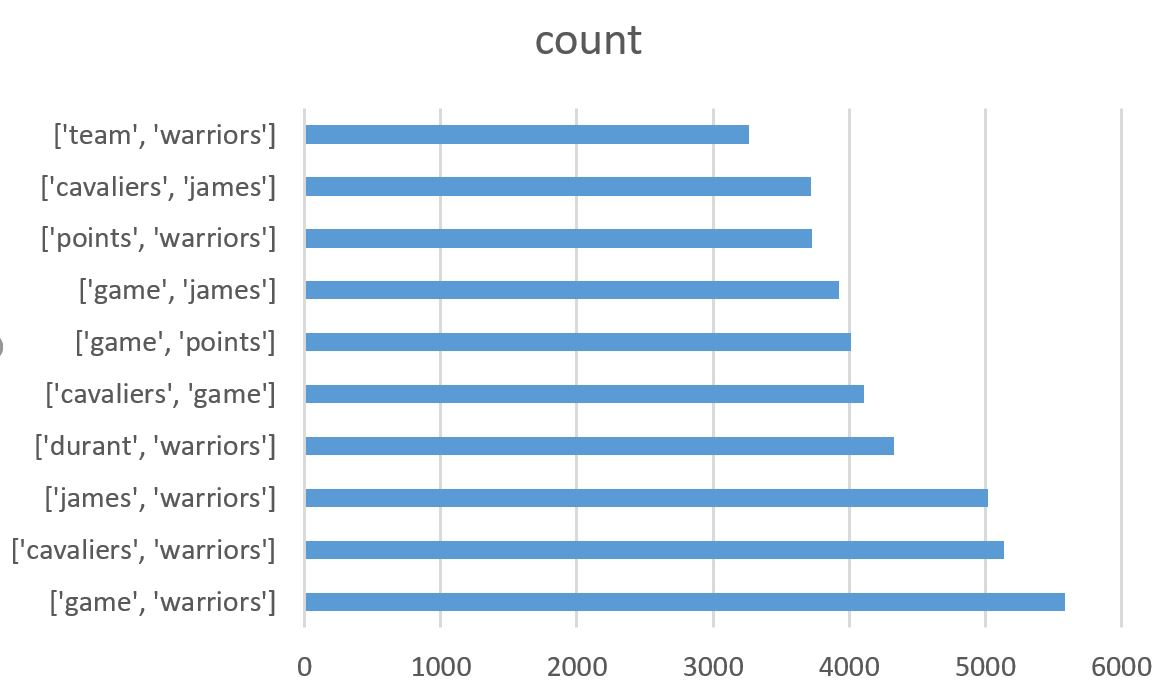 count
['team', 'warriors']
['cavaliers', 'james']
['points', 'warriors']
['game', 'james']
['game', 'points']
['cavaliers', 'game']
['durant', 'warriors']
['james', 'warriors']
['cavaliers', 'warriors']
['game', 'warriors']
0 1000 2000 3000 4000 5000 6000